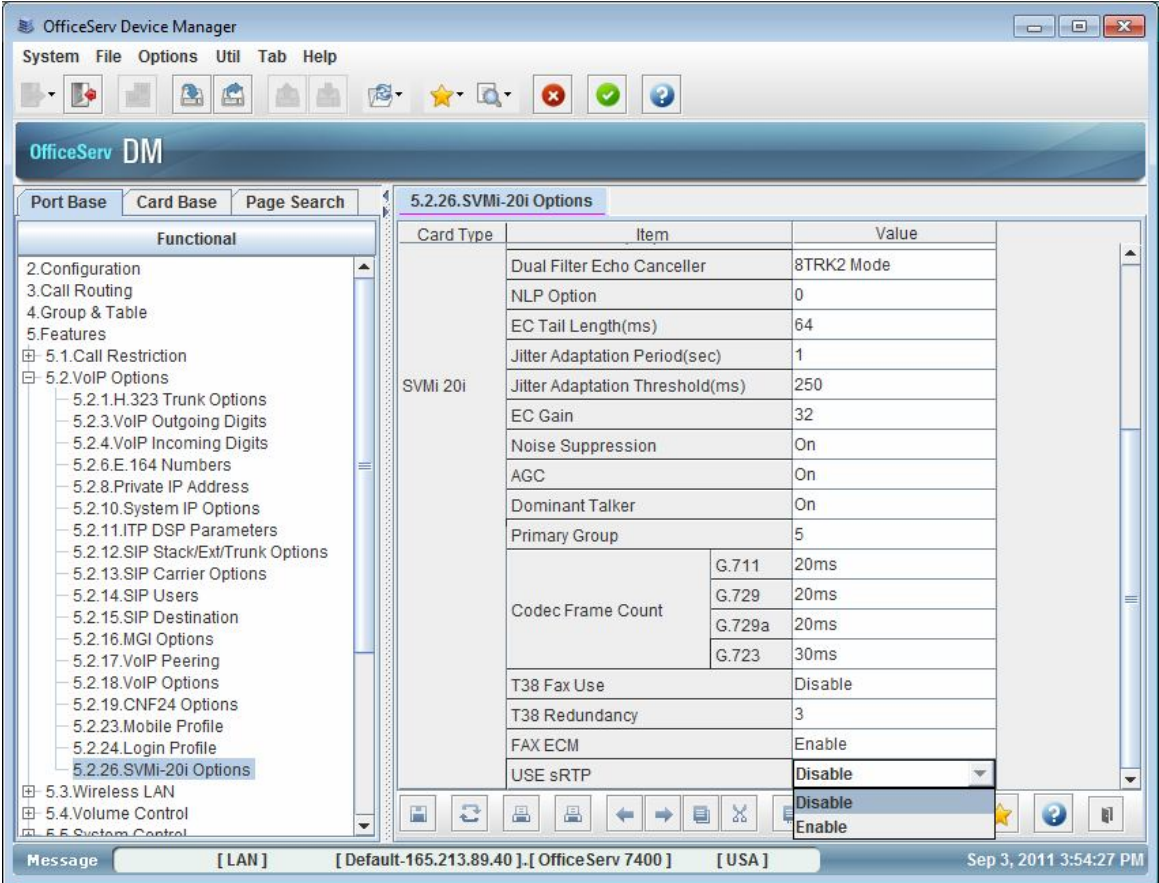 OfficeServ Device Manager
System File Options Util Tab Help
OfficeServ DM
Port Base Card Base Page Search
Functional
2.Configuration
3.Call Routing
4.Group & Table
5.Features
5.1.Call Restriction
5.2.VoIP Options
5.2.1.H.323 Trunk Options
5.2.3.VoIP Outgoing Digits
5.2.4.VoIP Incoming Digits
5.2.6.E.164 Numbers
5.2.8.Private IP Address
5.2.10.System IP Options
5.2.11.ITP DSP Parameters
5.2.12.SIP Stack/Ext/Trunk Options
5.2.13.SIP Carrier Options
5.2.14.SIP Users
5.2.15.SIP Destination
5.2.16.MGI Options
5.2.17.VoIP Peering
5.2.18.VoIP Options
5.2.19.CNF24 Options
5.2.23.Mobile Profile
5.2.24.Login Profile
5.2.26.SVMi-20i Options
5.3.Wireless LAN
5.4.Volume Control
5.5.System Control
5.2.26.SVMi-20i Options
Card Type Item Value
SVMi 20i
Dual Filter Echo Canceller 8TRK2 Mode
NLP Option 0
EC Tail Length(ms) 64
Jitter Adaptation Period(sec) 1
Jitter Adaptation Threshold(ms) 250
EC Gain 32
Noise Suppression On
AGC On
Dominant Talker On
Primary Group 5
Codec Frame Count
G.711 20ms
G.729 20ms
G.729a 20ms
G.723 30ms
T38 Fax Use Disable
T38 Redundancy 3
FAX ECM Enable
USE sRTP Disable
Disable
Enable
Message [ LAN ] [ Default-165.213.89.40 ].[ OfficeServ 7400 ] [ USA ] Sep 3, 2011 3:54:27 PM